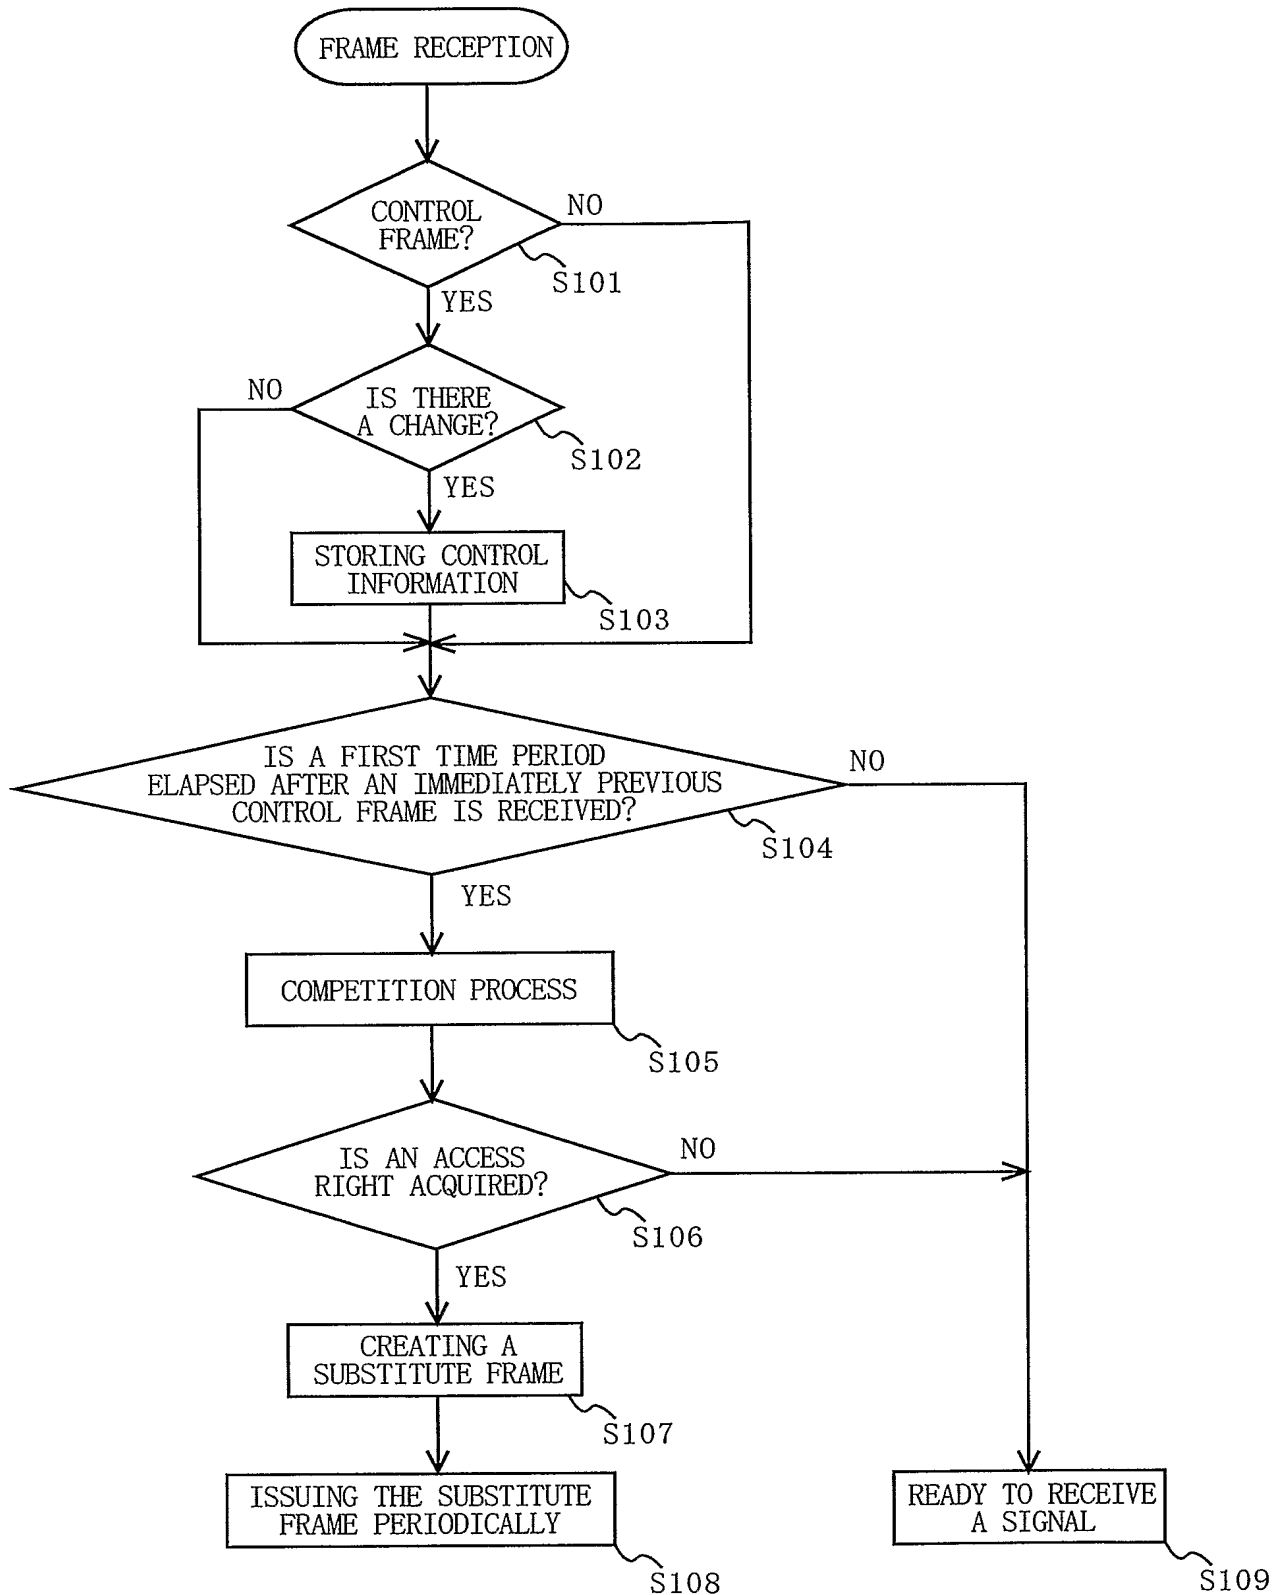 FRAME RECEPTION
CONTROL
FRAME?
NO
S101
YES
IS THERE
A CHANGE?
NO
S102
YES
STORING CONTROL
INFORMATION
S103
IS A FIRST TIME PERIOD
ELAPSED AFTER AN IMMEDIATELY PREVIOUS
CONTROL FRAME IS RECEIVED?
NO
S104
YES
COMPETITION PROCESS
S105
IS AN ACCESS
RIGHT ACQUIRED?
NO
S106
YES
CREATING A
SUBSTITUTE FRAME
S107
ISSUING THE SUBSTITUTE
FRAME PERIODICALLY
S108
READY TO RECEIVE
A SIGNAL
S109